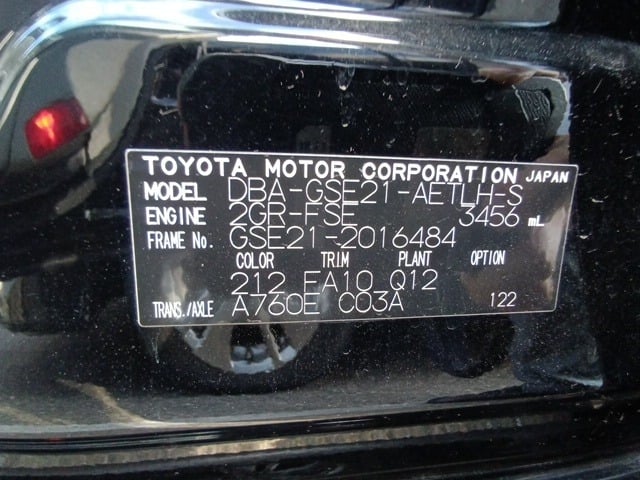 TOYOTA MOTOR CORPORATION JAPAN
MODEL DBA-GSE21-AETLH-S
ENGINE 2GR-FSE 3456 mL
FRAME No. GSE21-2016484
COLOR TRIM PLANT OPTION
212 FA10 Q12
TRANS./AXLE A760E C03A 122